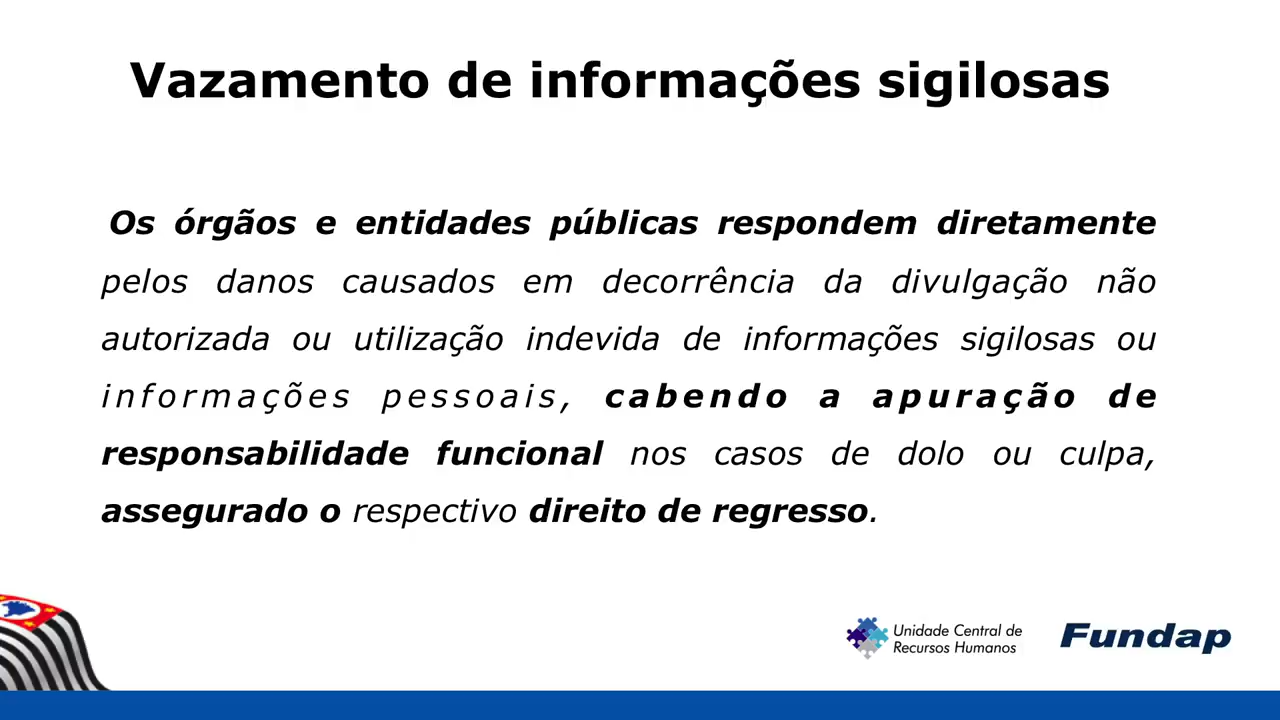 Vazamento de informações sigilosas
Os órgãos e entidades públicas respondem diretamente
pelos danos causados em decorrência da divulgação não
autorizada ou utilização indevida de informações sigilosas ou
informações pessoais, cabendo a apuração de
responsabilidade funcional nos casos de dolo ou culpa,
assegurado o respectivo direito de regresso.
Unidade Central de
Recursos Humanos
Fundap